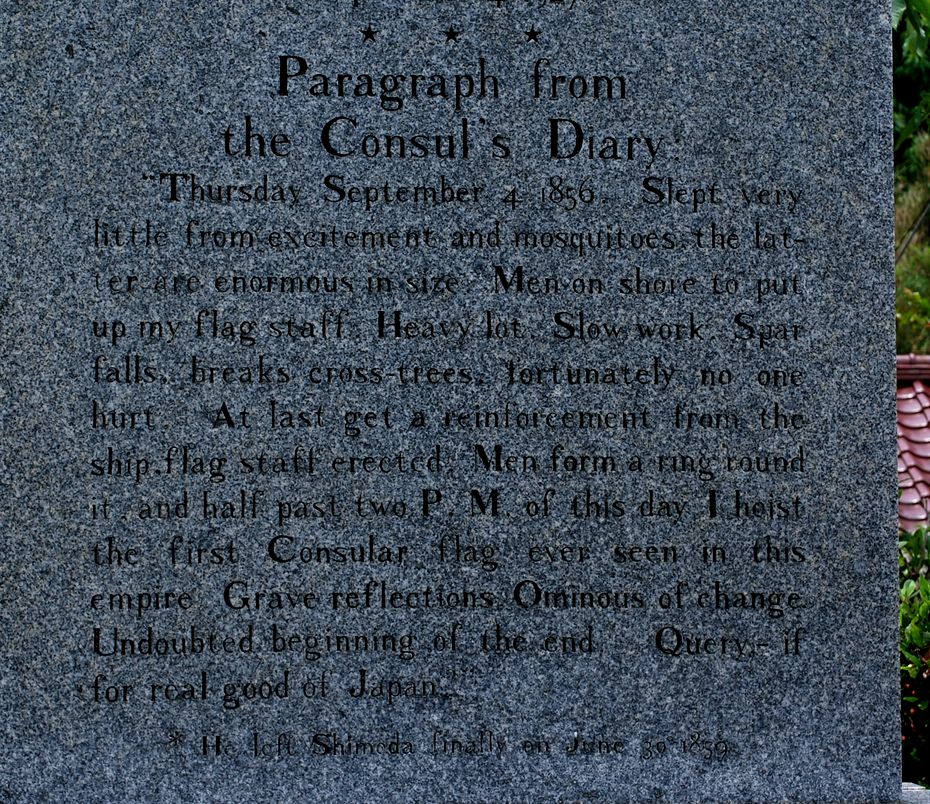 ★ ★ ★
Paragraph from
the Consul's Diary:
"Thursday September 4 1856. Slept very
little from excitement and mosquitoes the lat-
ter are enormous in size. Men on shore to put
up my flag staff. Heavy lot. Slow work. Spar
falls, breaks cross-trees, fortunately no one
hurt. At last get a reinforcement from the
ship. flag staff erected, Men form a ring round
it, and half past two P. M. of this day I hoist
the first Consular flag ever seen in this
empire. Grave reflections. Ominous of change.
Undoubted beginning of the end. Query,- if
for real good of Japan."
* He left Shimoda finally on June 30 1859.